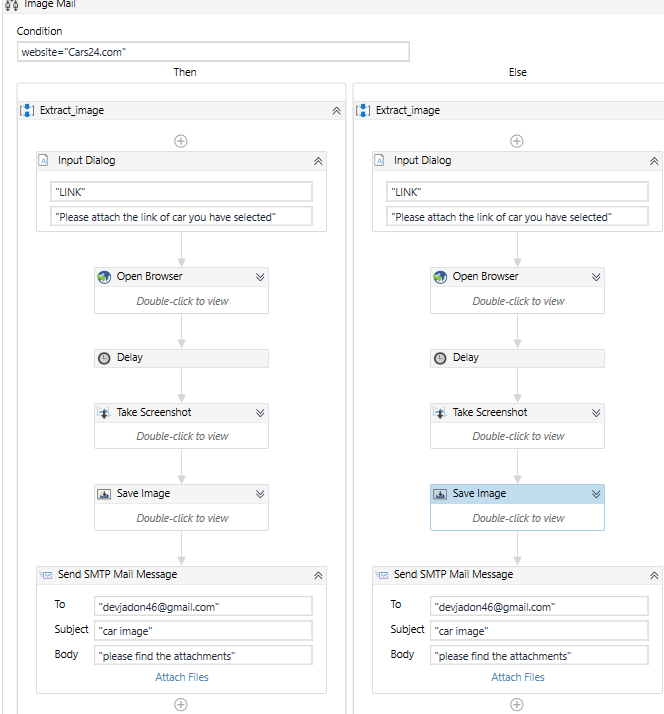 Image Mail
Condition
website="Cars24.com"
Then
Else
Extract_image
Input Dialog
"LINK"
"Please attach the link of car you have selected"
Open Browser
Double-click to view
Delay
Take Screenshot
Double-click to view
Save Image
Double-click to view
Send SMTP Mail Message
To "devjadon46@gmail.com"
Subject "car image"
Body "please find the attachments"
Attach Files
Extract_image
Input Dialog
"LINK"
"Please attach the link of car you have selected"
Open Browser
Double-click to view
Delay
Take Screenshot
Double-click to view
Save Image
Double-click to view
Send SMTP Mail Message
To "devjadon46@gmail.com"
Subject "car image"
Body "please find the attachments"
Attach Files